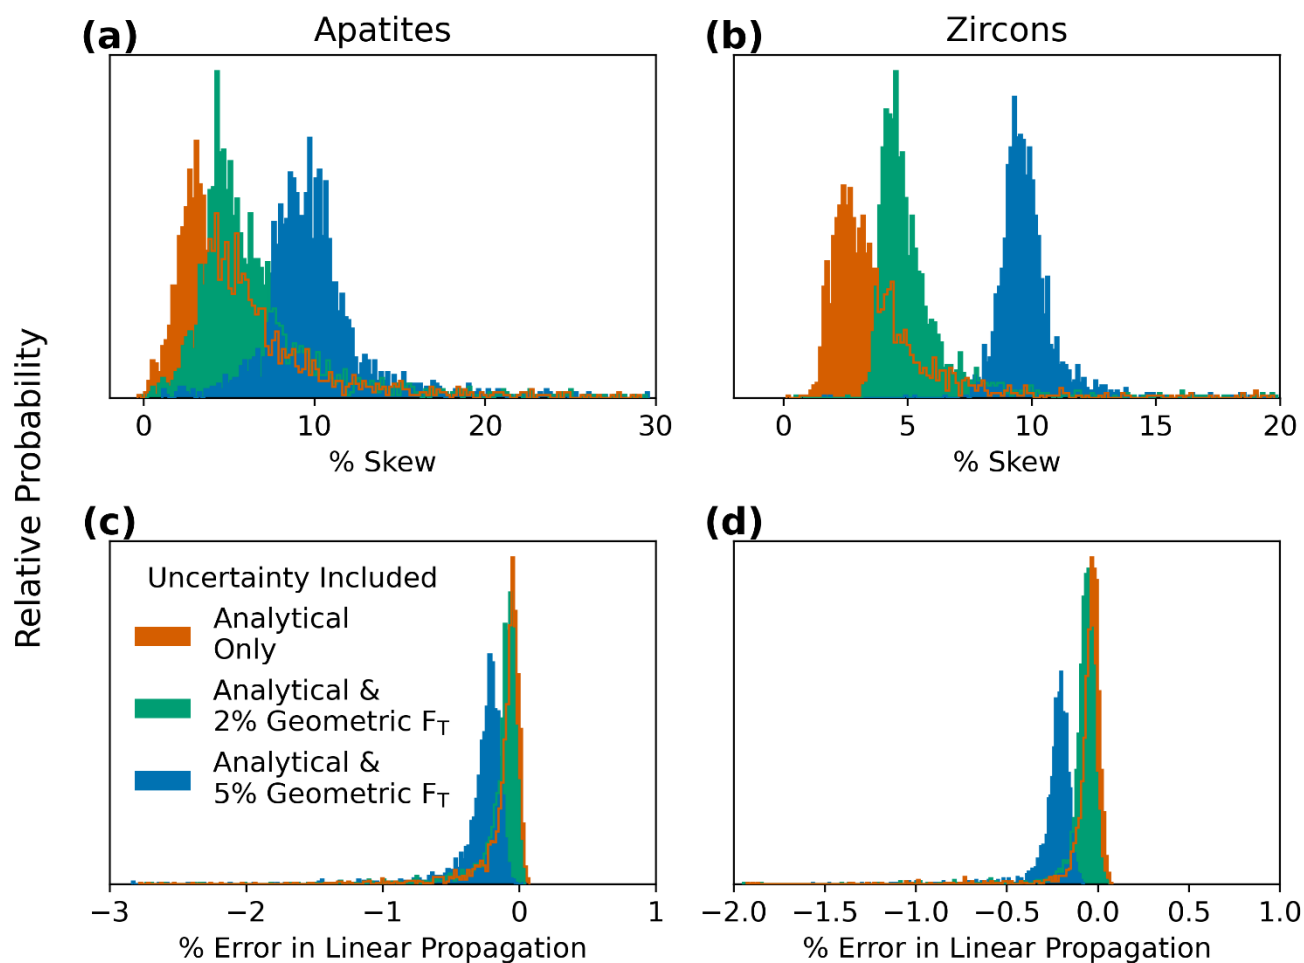 (a) Apatites
(b) Zircons
Relative Probability
0 10 20 30
% Skew
0 5 10 15 20
% Skew
(c)
(d)
Uncertainty Included
Analytical
Only
Analytical &
2% Geometric F_T
Analytical &
5% Geometric F_T
−3 −2 −1 0 1
% Error in Linear Propagation
−2.0 −1.5 −1.0 −0.5 0.0 0.5 1.0
% Error in Linear Propagation